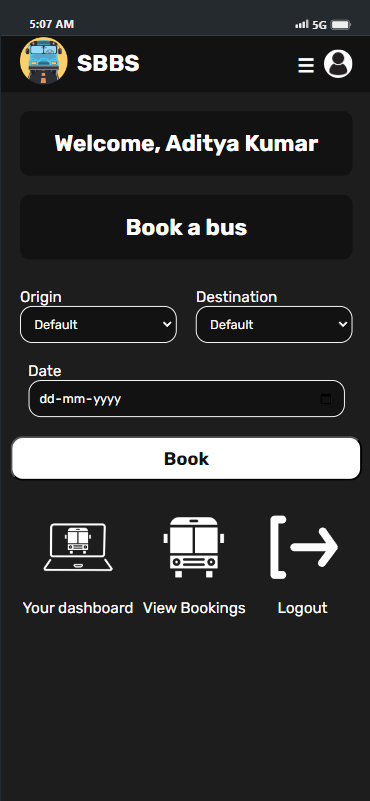 5:07 AM 5G
SBBS
Welcome, Aditya Kumar
Book a bus
Origin Destination
Default Default
Date
dd-mm-yyyy
Book
Your dashboard View Bookings Logout